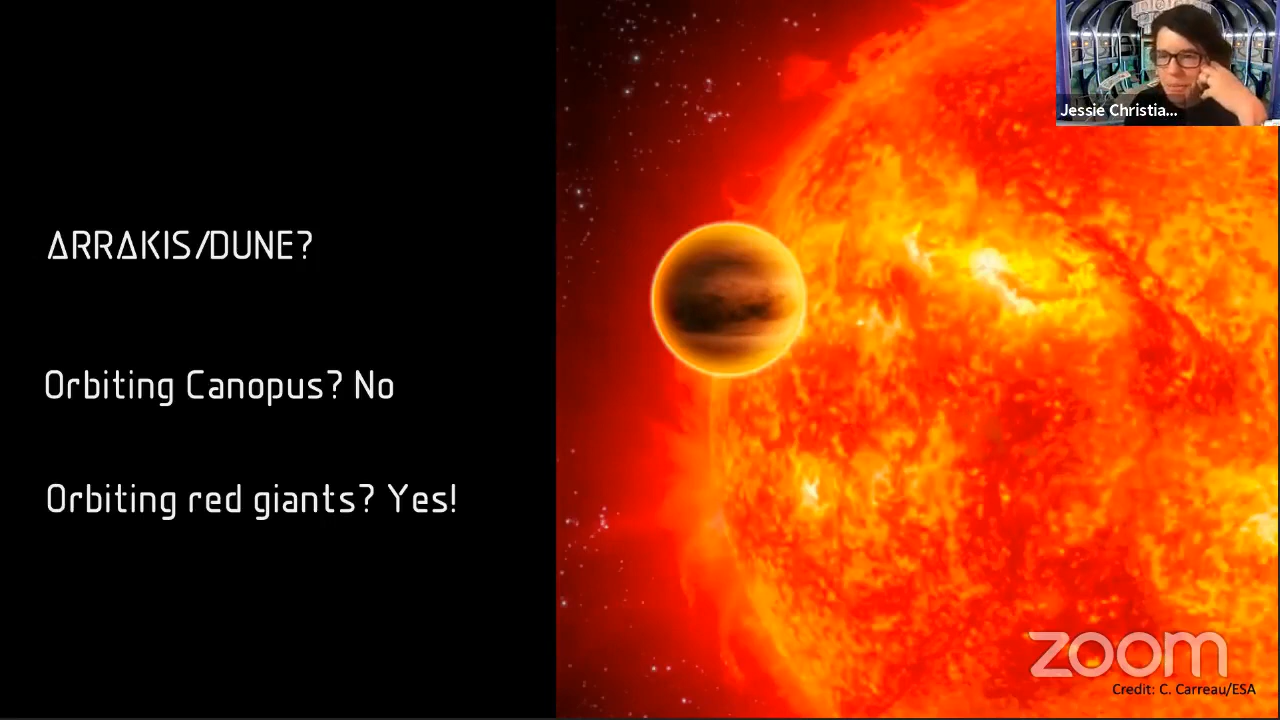 Jessie Christia...
ARRAKIS/DUNE?
Orbiting Canopus? No
Orbiting red giants? Yes!
zoom
Credit: C. Carreau/ESA